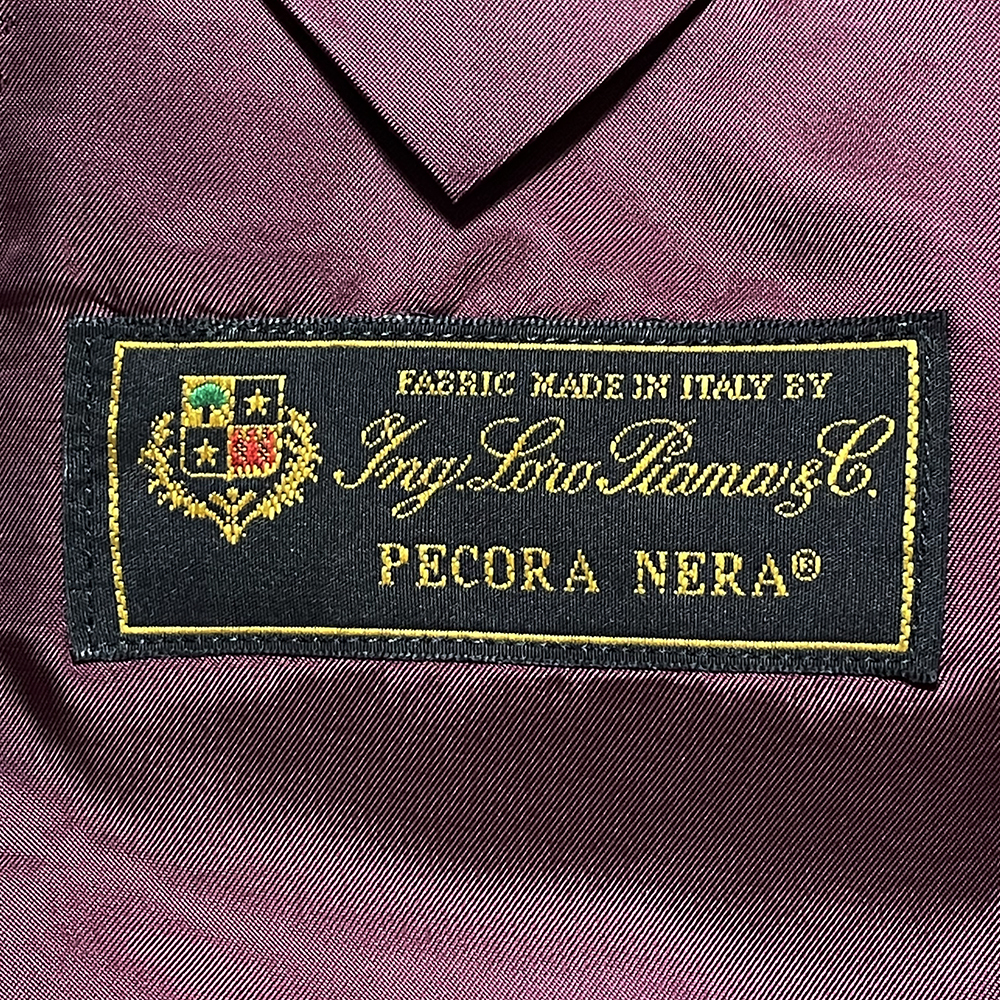 FABRIC MADE IN ITALY BY
Ing. Loro Piana & C.
PECORA NERA®